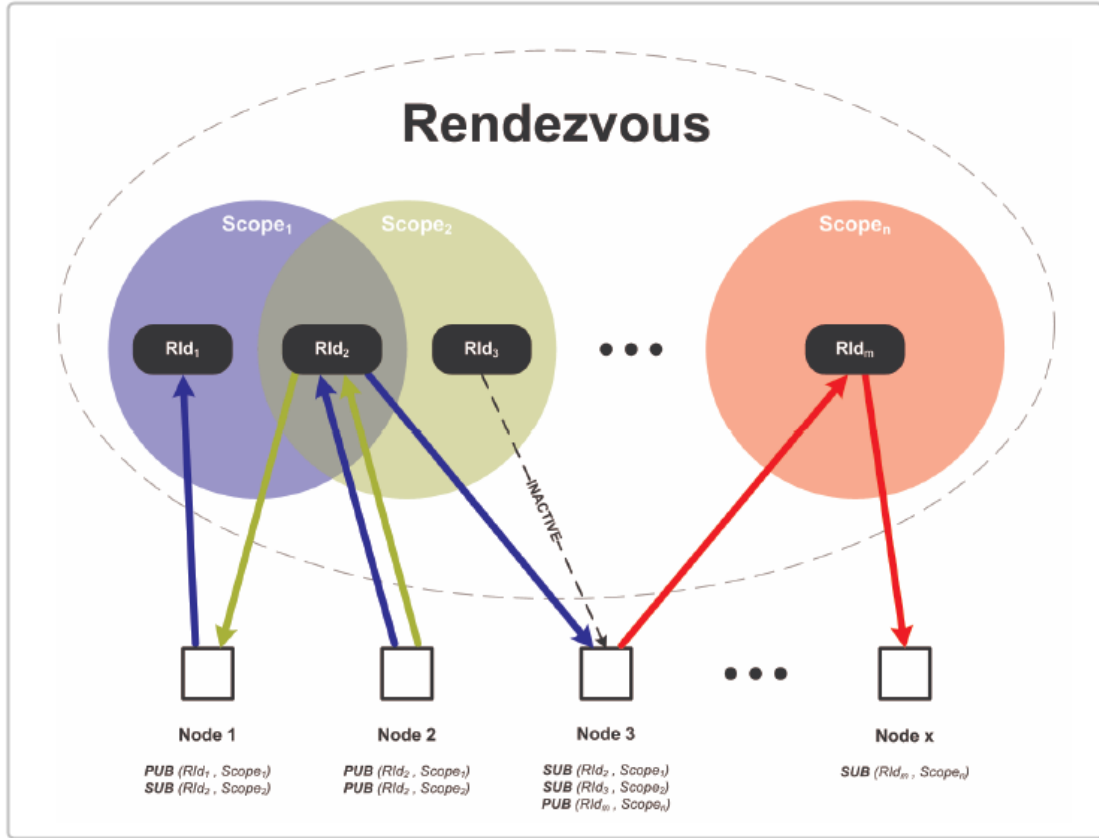 Rendezvous
Scope₁
Scope₂
Scopeₙ
RId₁
RId₂
RId₃
RIdₘ
INACTIVE
Node 1
Node 2
Node 3
Node x
PUB (RId₁ , Scope₁)
SUB (RId₂ , Scope₂)
PUB (RId₂ , Scope₁)
PUB (RId₂ , Scope₂)
SUB (RId₂ , Scope₁)
SUB (RId₃ , Scope₂)
PUB (RIdₘ , Scopeₙ)
SUB (RIdₘ , Scopeₙ)